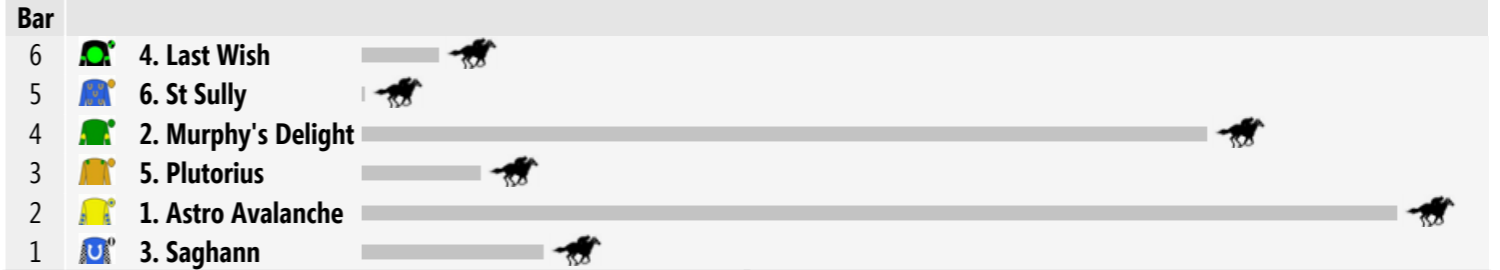 Bar
6 4. Last Wish
5 6. St Sully
4 2. Murphy's Delight
3 5. Plutorius
2 1. Astro Avalanche
1 3. Saghann